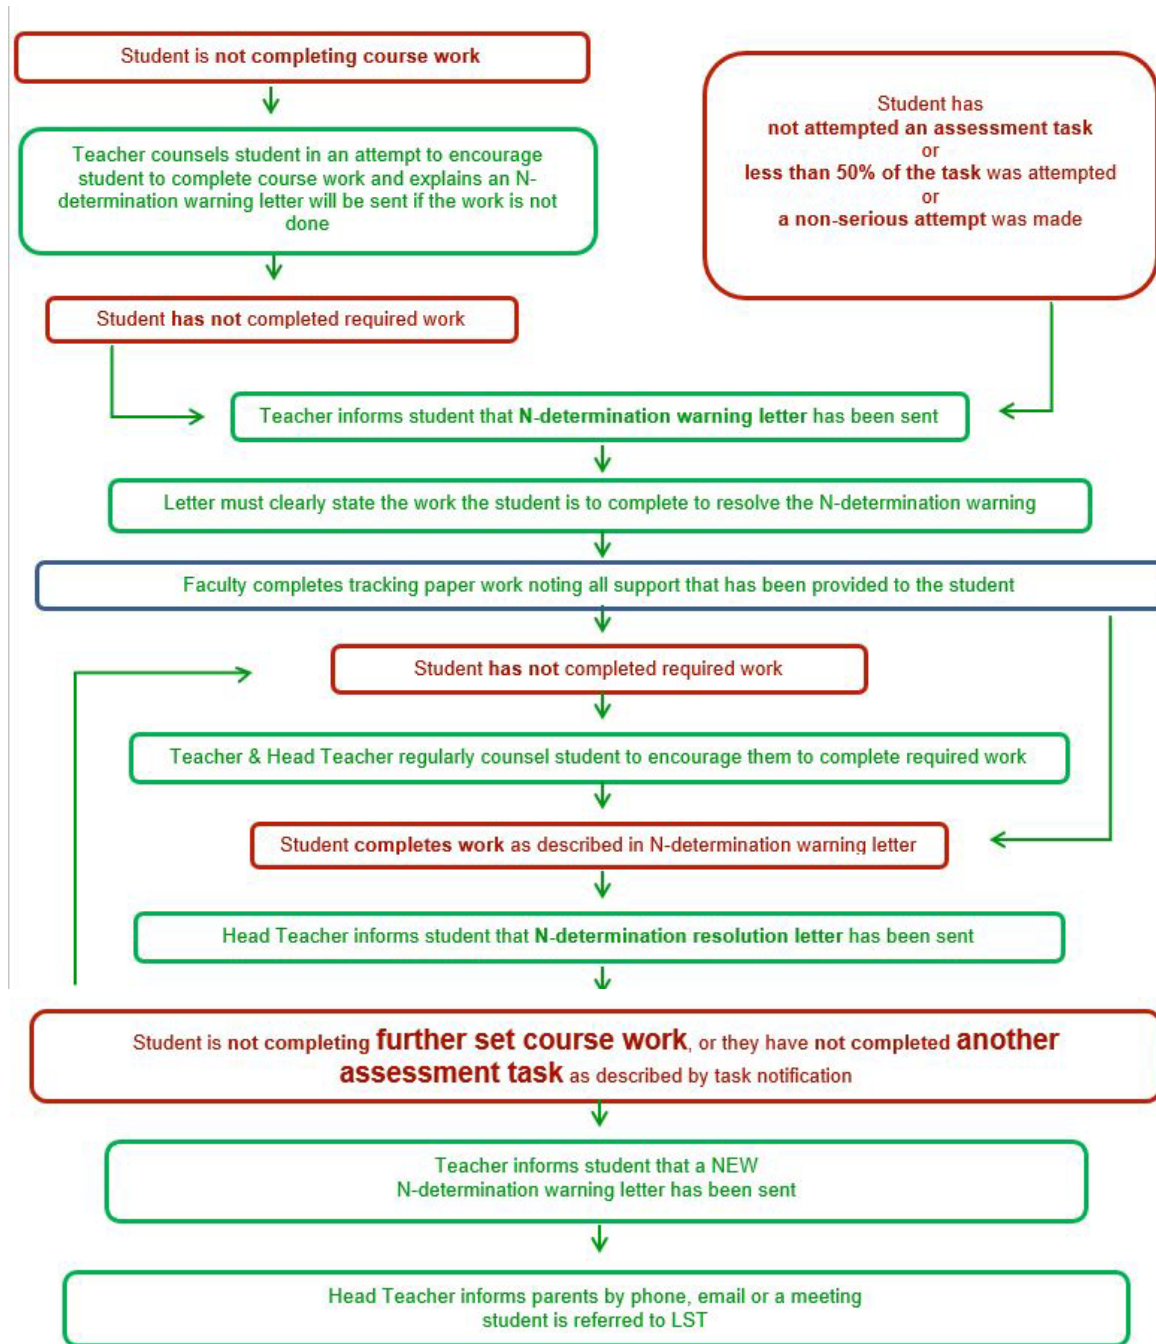 Student is not completing course work
Teacher counsels student in an attempt to encourage
student to complete course work and explains an N-
determination warning letter will be sent if the work is not
done
Student has not completed required work
Student has
not attempted an assessment task
or
less than 50% of the task was attempted
or
a non-serious attempt was made
Teacher informs student that N-determination warning letter has been sent
Letter must clearly state the work the student is to complete to resolve the N-determination warning
Faculty completes tracking paper work noting all support that has been provided to the student
Student has not completed required work
Teacher & Head Teacher regularly counsel student to encourage them to complete required work
Student completes work as described in N-determination warning letter
Head Teacher informs student that N-determination resolution letter has been sent
Student is not completing further set course work, or they have not completed another
assessment task as described by task notification
Teacher informs student that a NEW
N-determination warning letter has been sent
Head Teacher informs parents by phone, email or a meeting
student is referred to LST